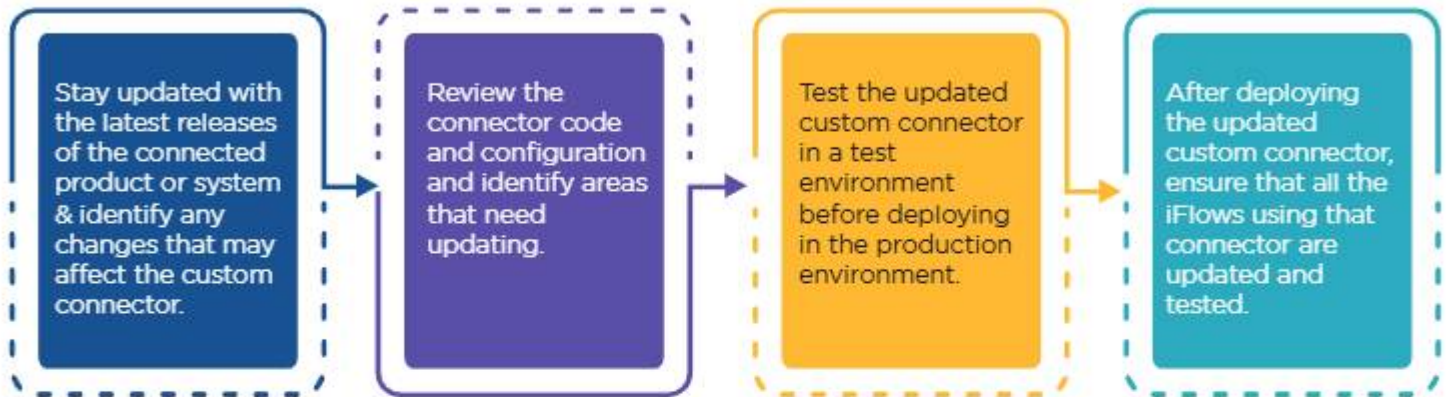 Stay updated with
the latest releases
of the connected
product or system
& identify any
changes that may
affect the custom
connector.
Review the
connector code
and configuration
and identify areas
that need
updating.
Test the updated
custom connector
in a test
environment
before deploying
in the production
environment.
After deploying
the updated
custom connector,
ensure that all the
iFlows using that
connector are
updated and
tested.